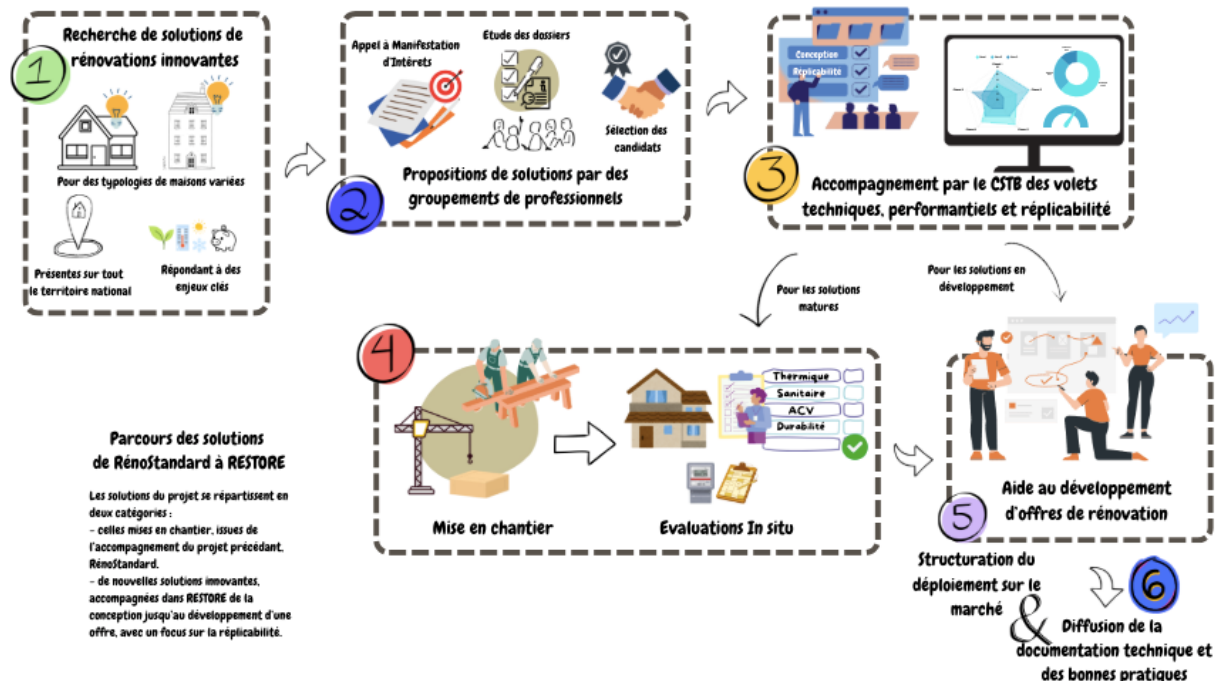 1
Recherche de solutions de
rénovations innovantes
Pour des typologies de maisons variées
Présentes sur tout
le territoire national
Répondant à des
enjeux clés
2
Appel à Manifestation
d'Intérets
Etude des dossiers
Sélection des
candidats
Propositions de solutions par des
groupements de professionnels
3
Conception
Réplicabilité
Accompagnement par le CSTB des volets
techniques, performantiels et réplicabilité
Pour les solutions
matures
Pour les solutions en
développement
4
Mise en chantier
Thermique
Sanitaire
ACV
Durabilité
Evaluations In situ
5
Aide au développement
d'offres de rénovation
Structuration du
déploiement sur le
marché
&
6
Diffusion de la
documentation technique et
des bonnes pratiques
Parcours des solutions
de RénoStandard à RESTORE
Les solutions du projet se répartissent en
deux catégories :
- celles mises en chantier, issues de
l'accompagnement du projet précédant,
RénoStandard.
- de nouvelles solutions innovantes,
accompagnées dans RESTORE de la
conception jusqu'au développement d'une
offre, avec un focus sur la réplicabilité.